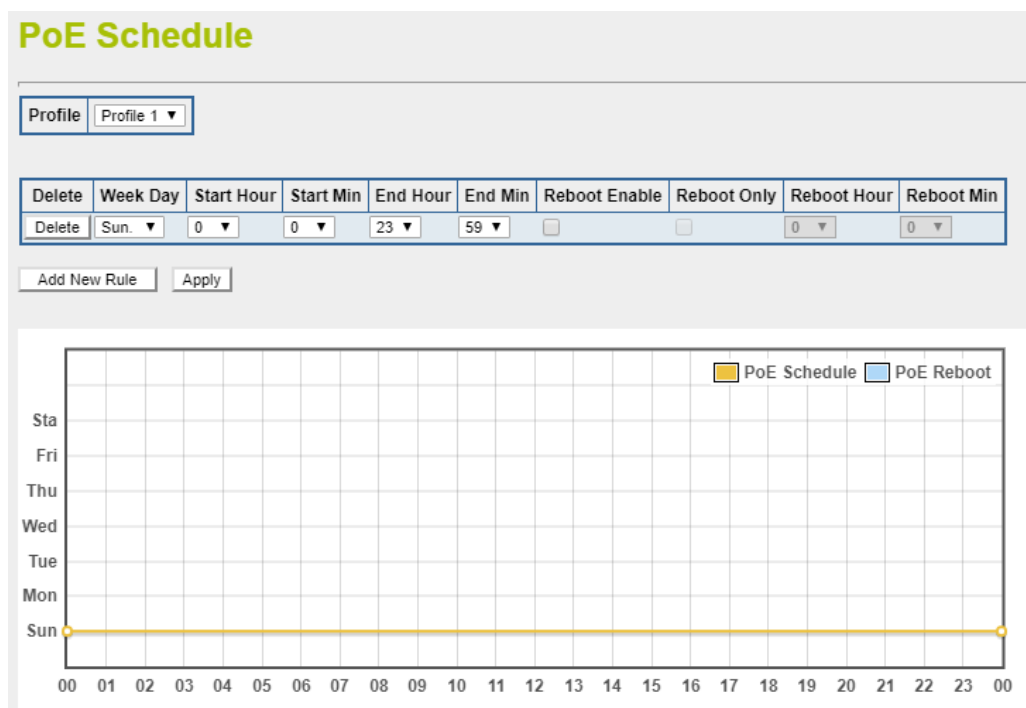 PoE Schedule
Profile Profile 1
Delete Week Day Start Hour Start Min End Hour End Min Reboot Enable Reboot Only Reboot Hour Reboot Min
Delete Sun. 0 0 23 59 0 0
Add New Rule Apply
PoE Schedule PoE Reboot
Sta
Fri
Thu
Wed
Tue
Mon
Sun
00 01 02 03 04 05 06 07 08 09 10 11 12 13 14 15 16 17 18 19 20 21 22 23 00